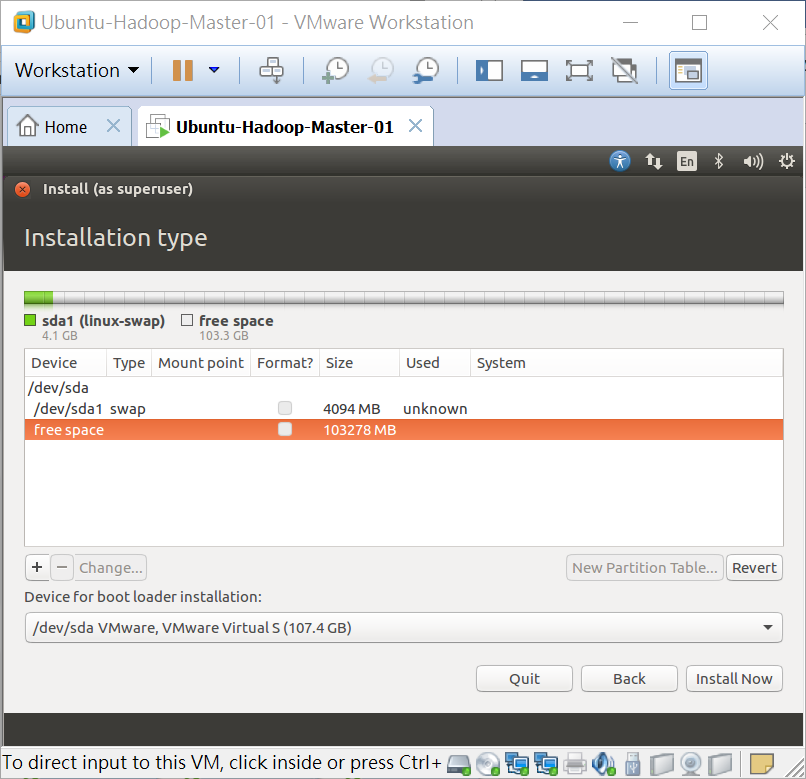 Ubuntu-Hadoop-Master-01 - VMware Workstation
Workstation
Home
Ubuntu-Hadoop-Master-01
En
Install (as superuser)
Installation type
sda1 (linux-swap) free space
4.1 GB 103.3 GB
Device Type Mount point Format? Size Used System
/dev/sda
/dev/sda1 swap 4094 MB unknown
free space 103278 MB
+ − Change... New Partition Table... Revert
Device for boot loader installation:
/dev/sda VMware, VMware Virtual S (107.4 GB)
Quit Back Install Now
To direct input to this VM, click inside or press Ctrl+